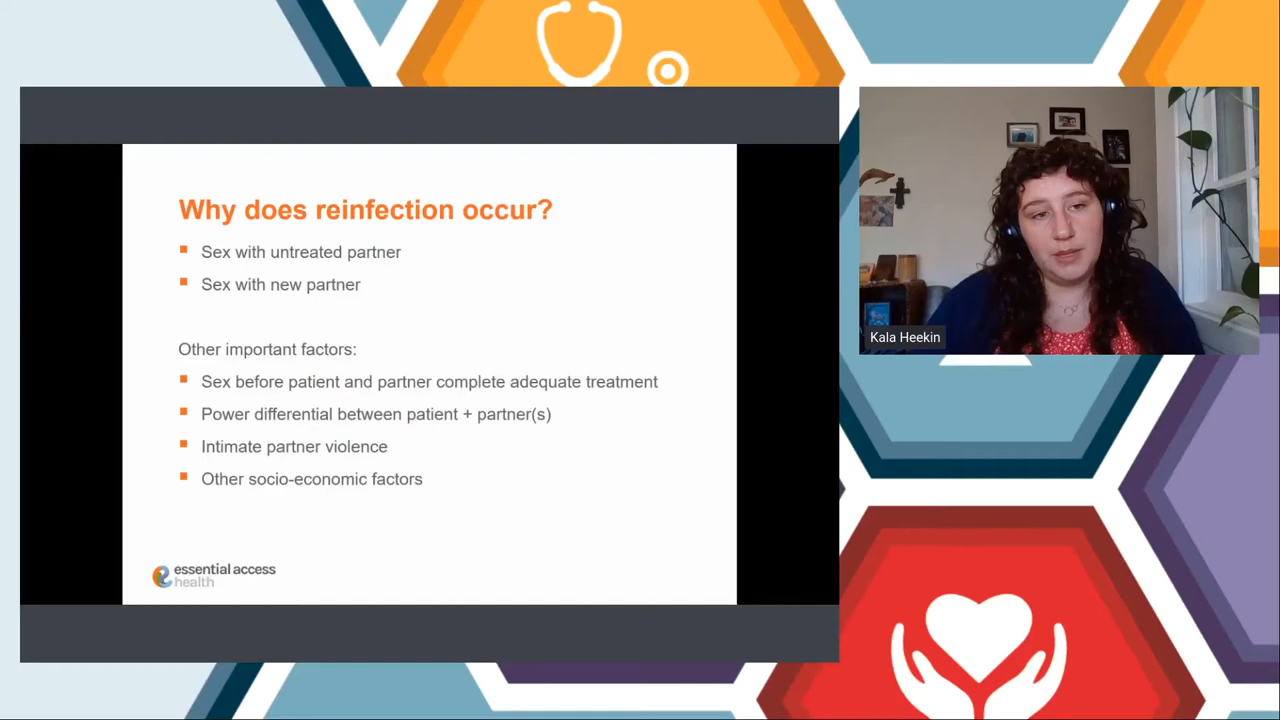 Why does reinfection occur?
Sex with untreated partner
Sex with new partner
Other important factors:
Sex before patient and partner complete adequate treatment
Power differential between patient + partner(s)
Intimate partner violence
Other socio-economic factors
essential access
health
Kala Heekin